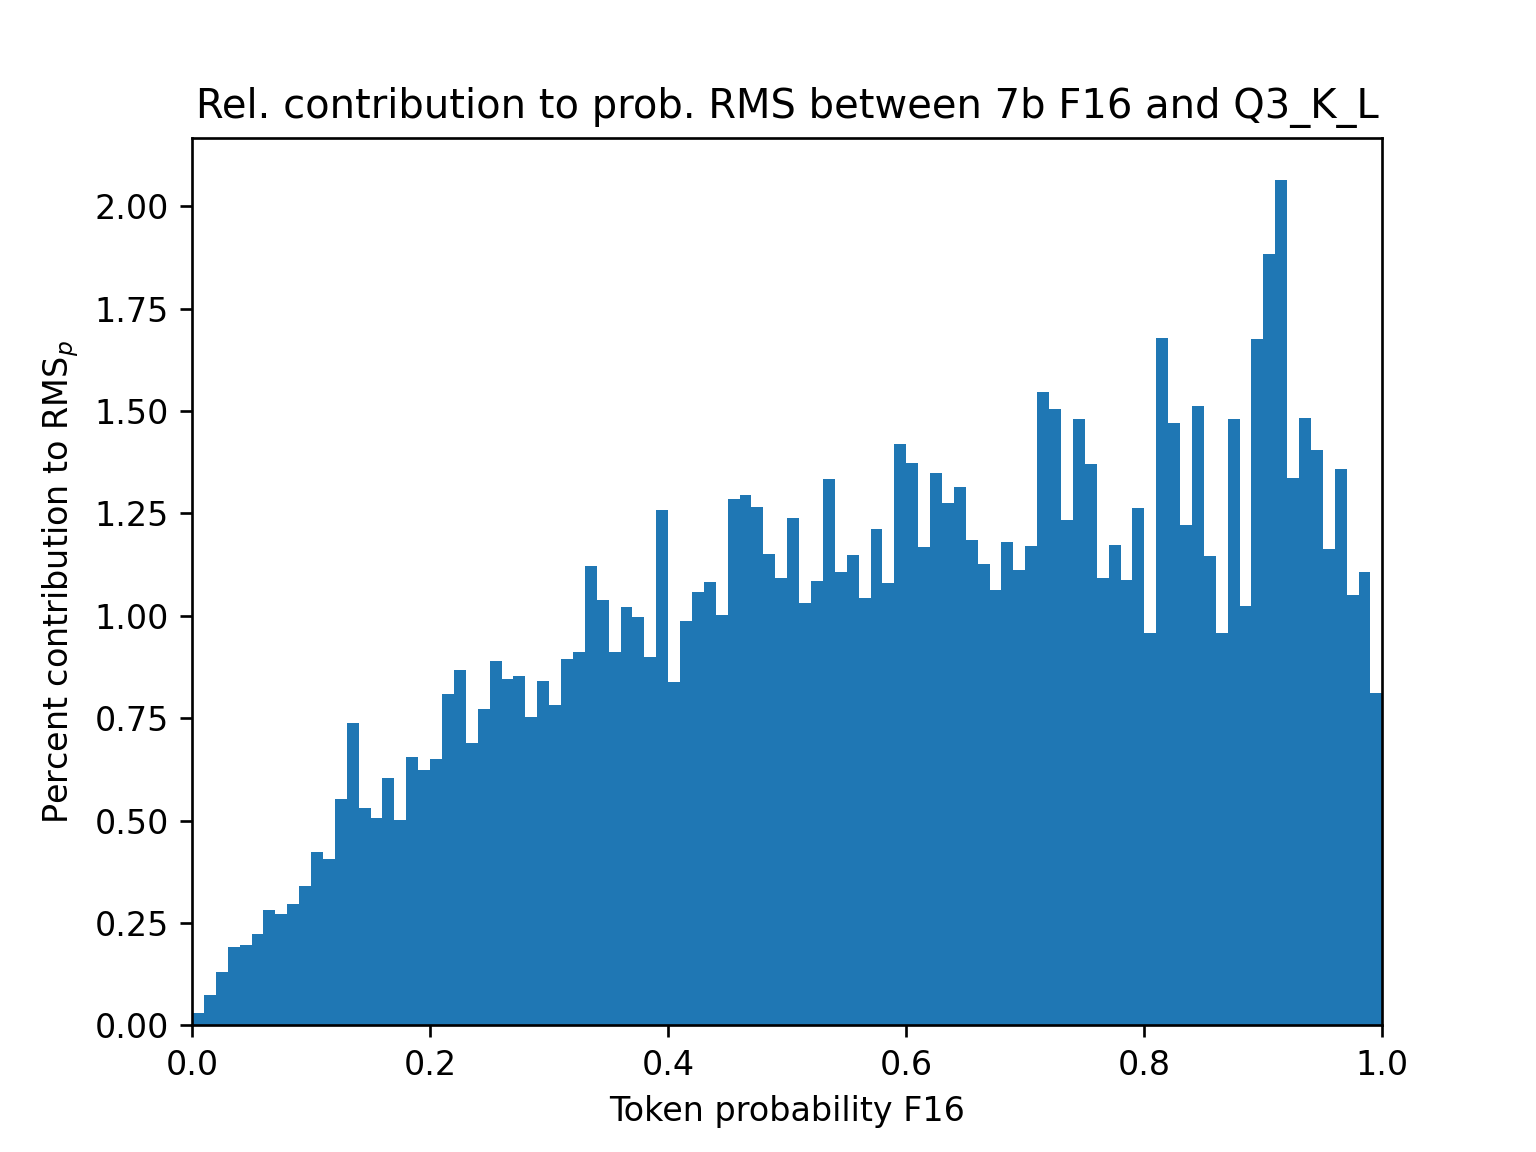 Rel. contribution to prob. RMS between 7b F16 and Q3_K_L
Percent contribution to RMSₚ
2.00
1.75
1.50
1.25
1.00
0.75
0.50
0.25
0.00
0.0 0.2 0.4 0.6 0.8 1.0
Token probability F16